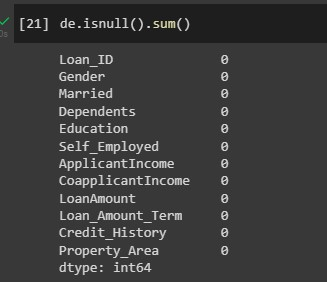 [21] de.isnull().sum()
Loan_ID 0
Gender 0
Married 0
Dependents 0
Education 0
Self_Employed 0
ApplicantIncome 0
CoapplicantIncome 0
LoanAmount 0
Loan_Amount_Term 0
Credit_History 0
Property_Area 0
dtype: int64